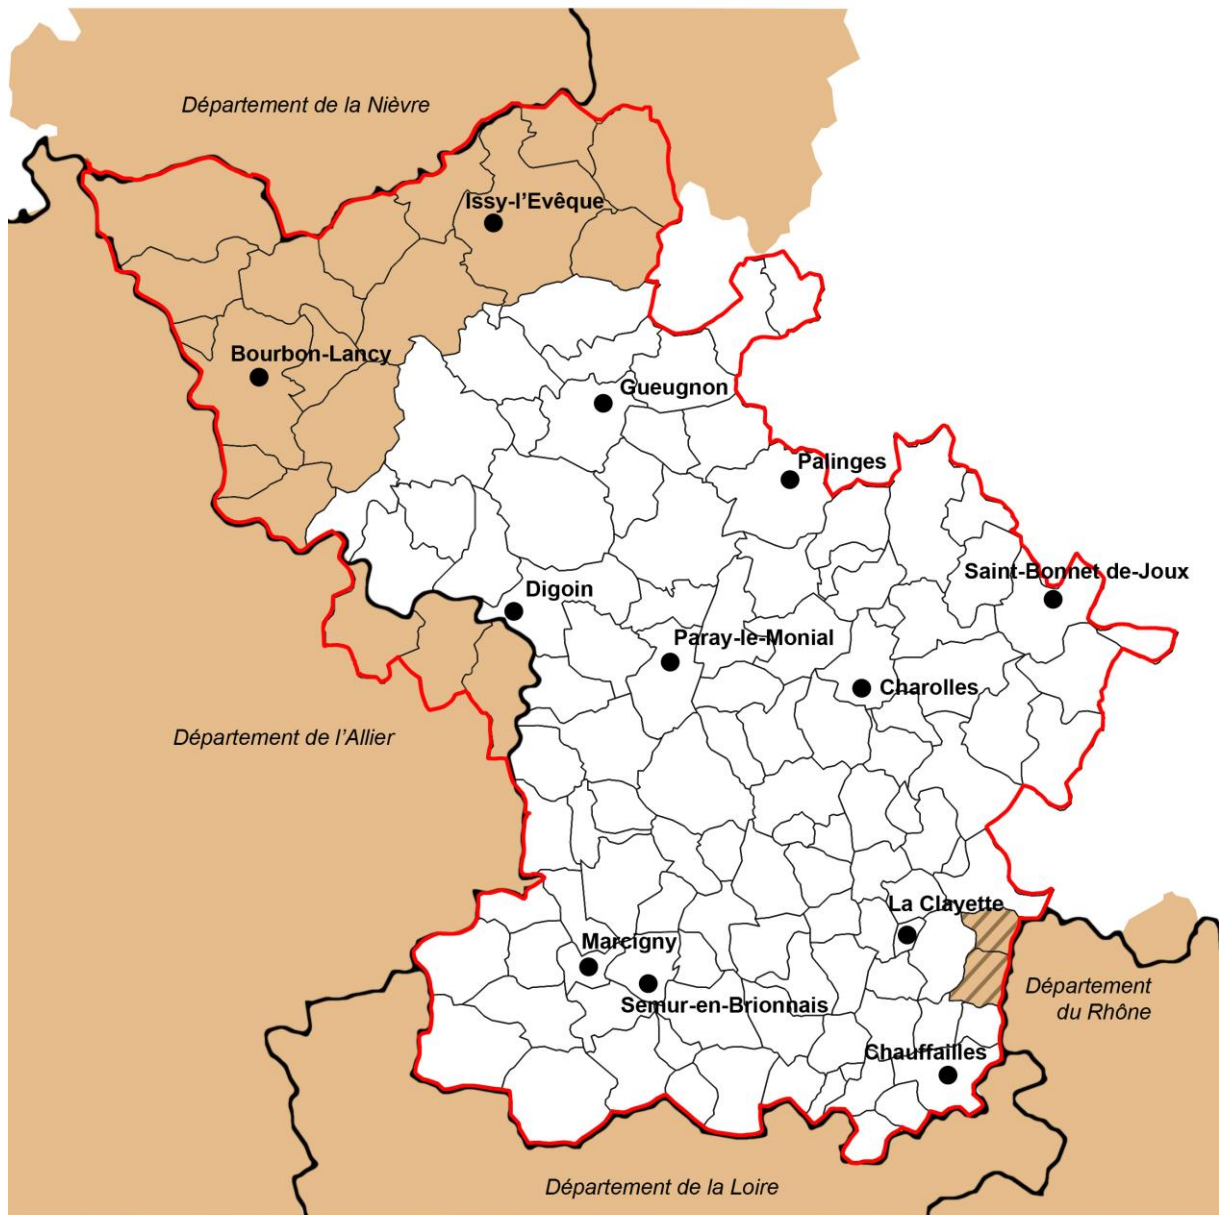 Département de la Nièvre
Issy-l'Evêque
Bourbon-Lancy
Gueugnon
Palinges
Saint-Bonnet de-Joux
Digoin
Paray-le-Monial
Charolles
Département de l'Allier
La Clayette
Marcigny
Semur-en-Brionnais
Département
du Rhône
Chauffailles
Département de la Loire